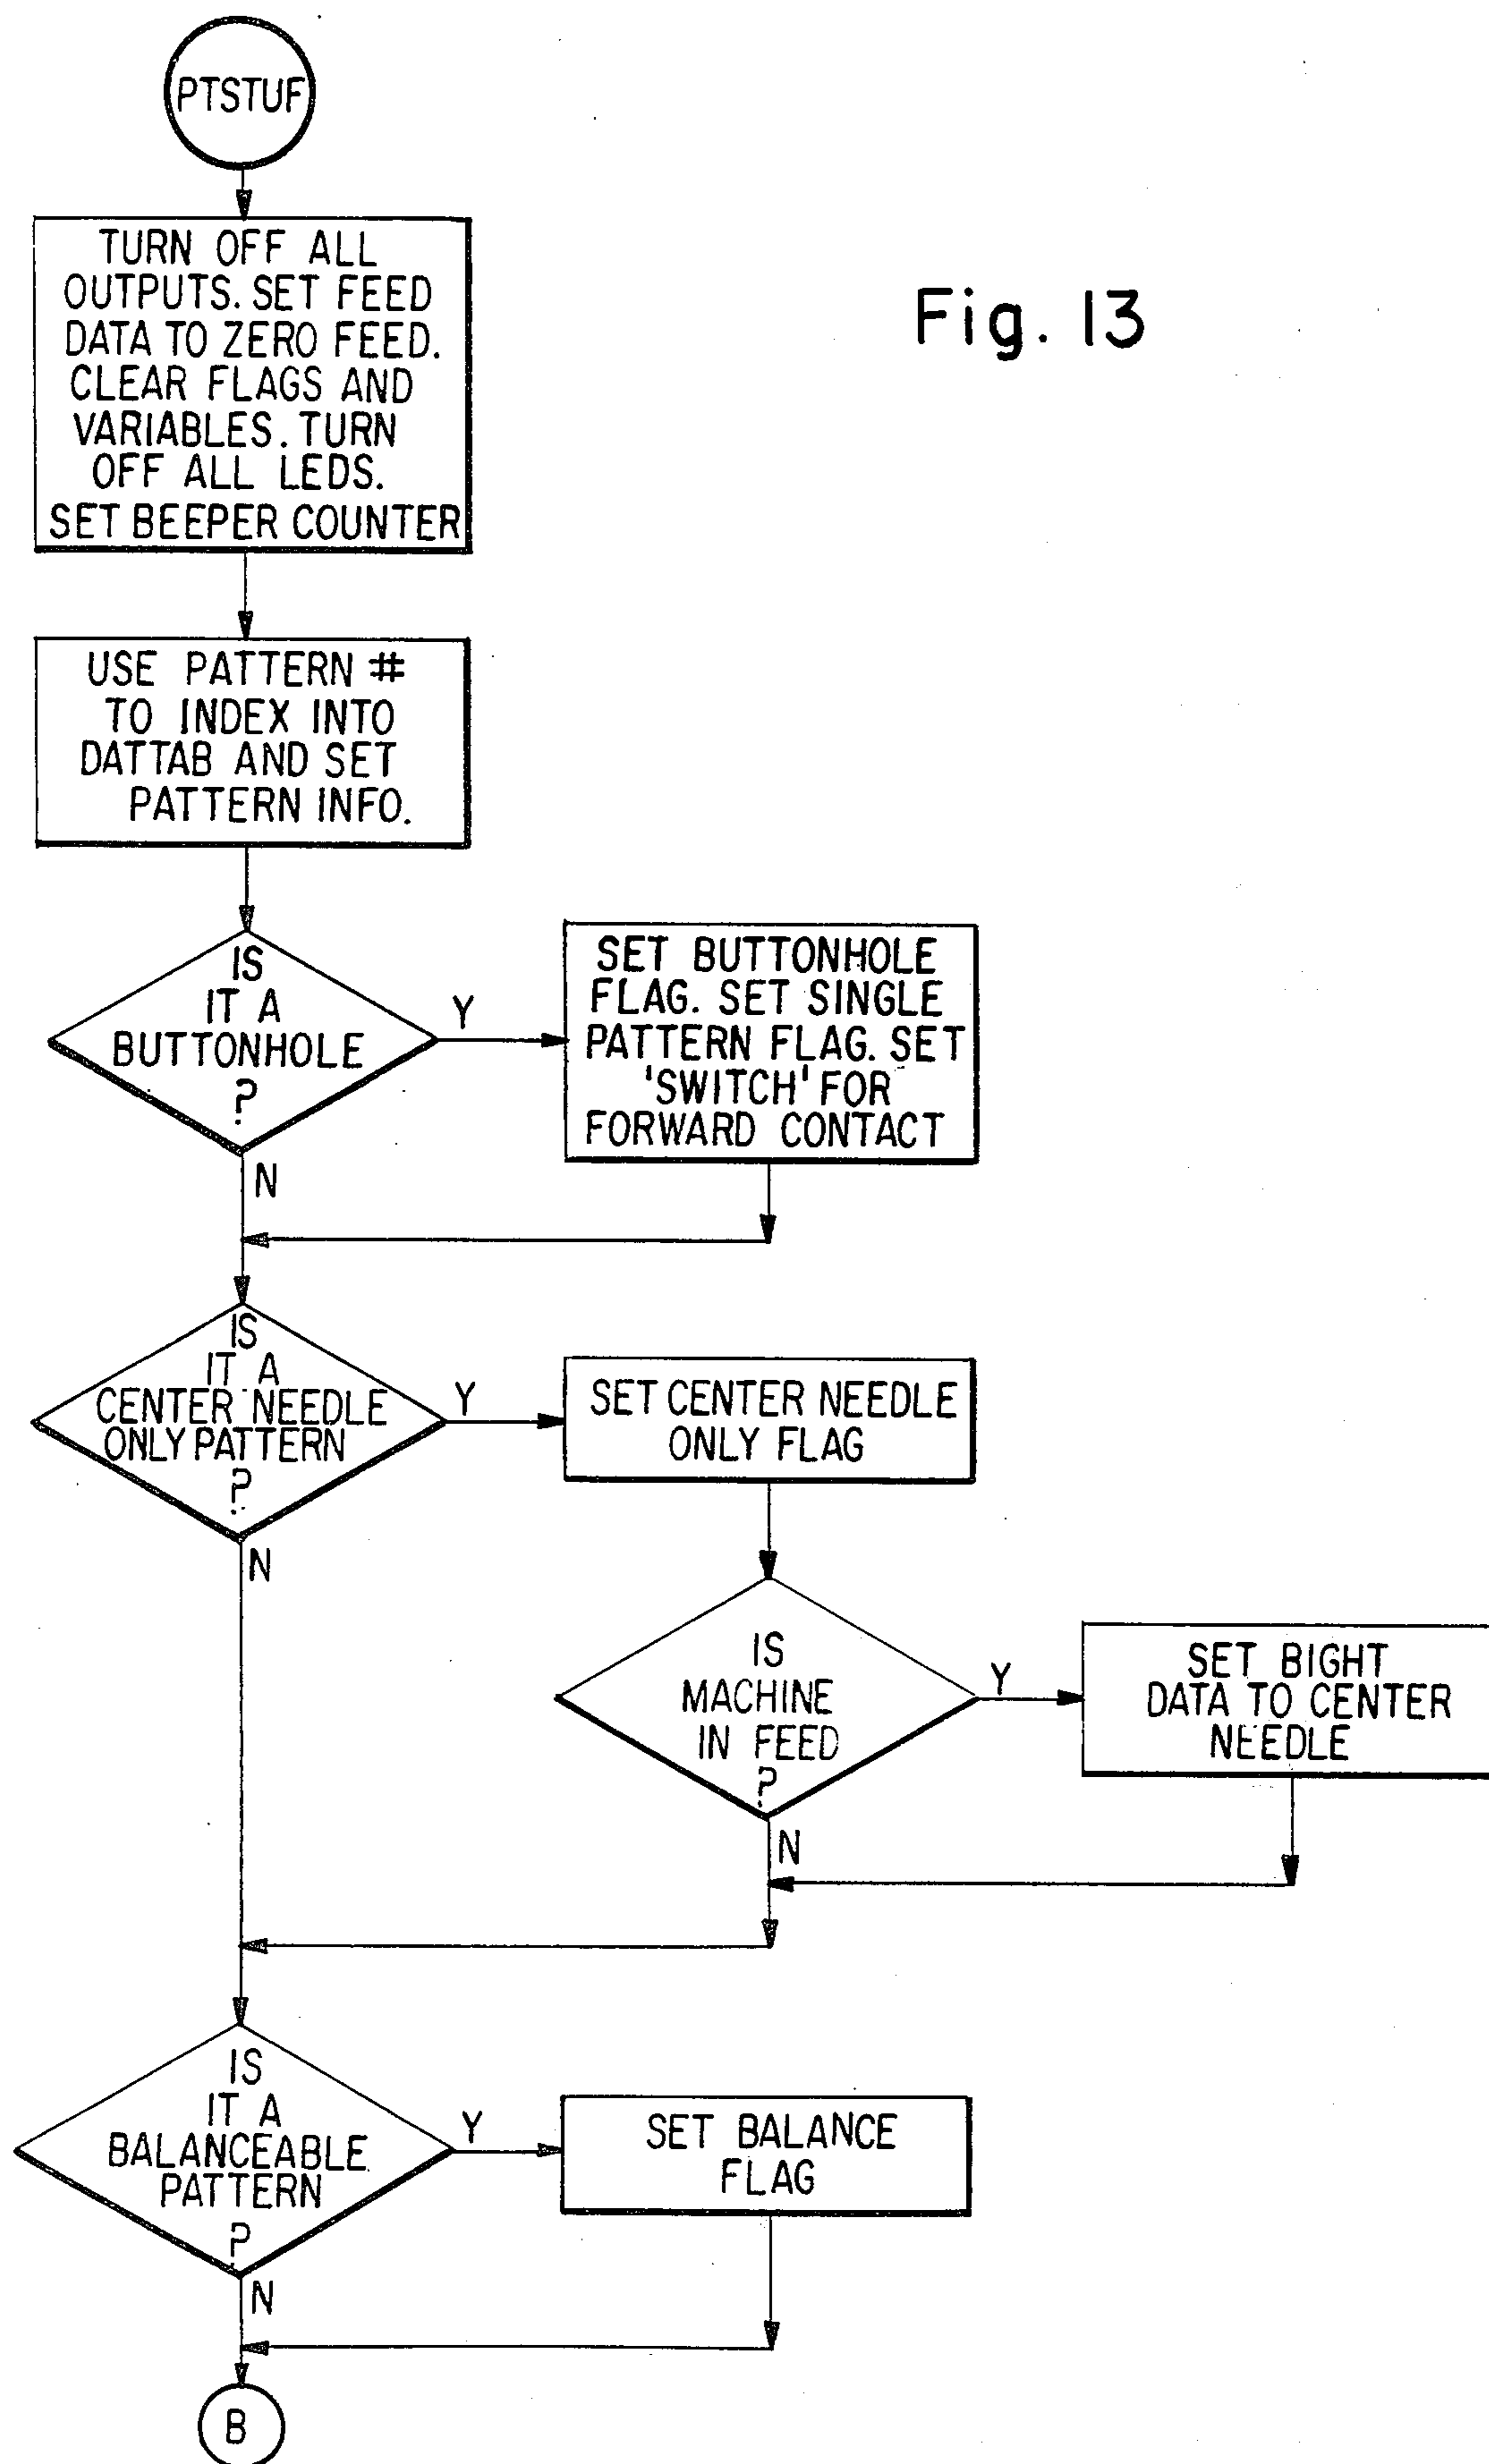 PTSTUF
TURN OFF ALL
OUTPUTS. SET FEED
DATA TO ZERO FEED.
CLEAR FLAGS AND
VARIABLES. TURN
OFF ALL LEDS.
SET BEEPER COUNTER
Fig. 13
USE PATTERN #
TO INDEX INTO
DATTAB AND SET
PATTERN INFO.
IS
IT A
BUTTONHOLE
?
Y
N
SET BUTTONHOLE
FLAG. SET SINGLE
PATTERN FLAG. SET
'SWITCH' FOR
FORWARD CONTACT
IS
IT A
CENTER NEEDLE
ONLY PATTERN
?
Y
N
SET CENTER NEEDLE
ONLY FLAG
IS
MACHINE
IN FEED
?
Y
N
SET BIGHT
DATA TO CENTER
NEEDLE
IS
IT A
BALANCEABLE
PATTERN
?
Y
N
SET BALANCE
FLAG
B